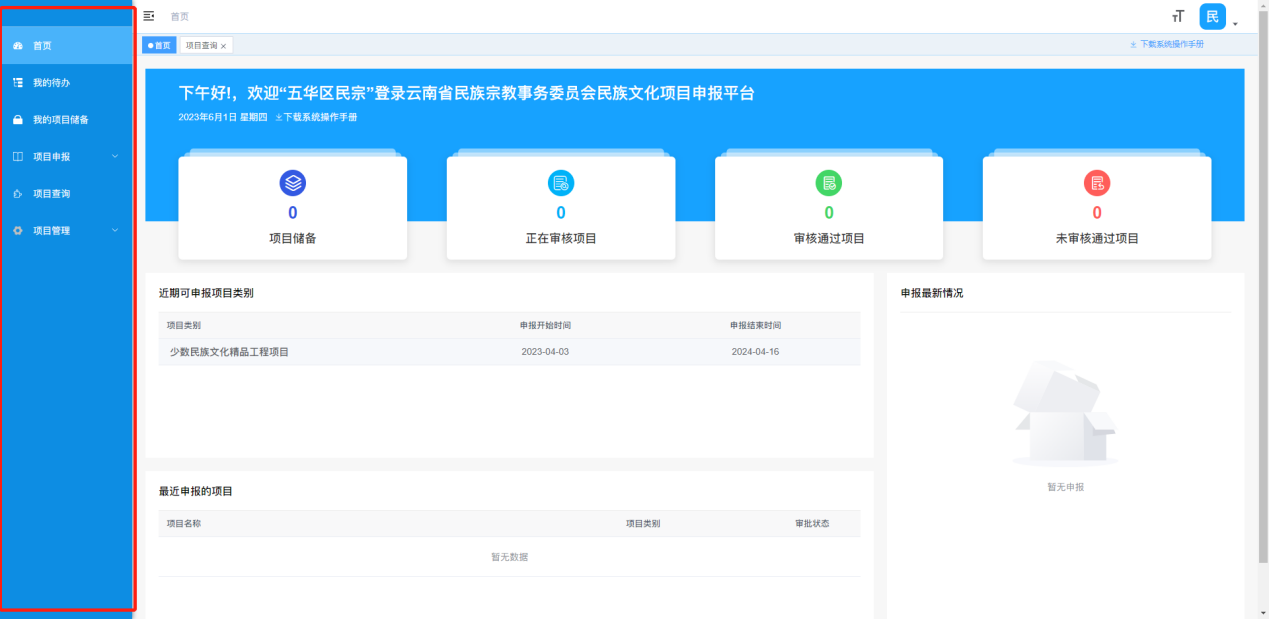 首页
民
首页
项目查询 ×
下载系统操作手册
首页
我的待办
我的项目储备
项目申报
项目查询
项目管理
下午好!，欢迎“五华区民宗”登录云南省民族宗教事务委员会民族文化项目申报平台
2023年6月1日 星期四 下载系统操作手册
0
项目储备
0
正在审核项目
0
审核通过项目
0
未审核通过项目
近期可申报项目类别
项目类别 申报开始时间 申报结束时间
少数民族文化精品工程项目 2023-04-03 2024-04-16
申报最新情况
暂无申报
最近申报的项目
项目名称 项目类别 审批状态
暂无数据